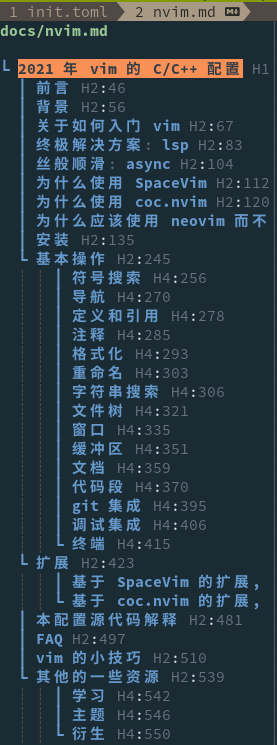 1 init.toml 2 nvim.md
docs/nvim.md
2021 年 vim 的 C/C++ 配置 H1
前言 H2:46
背景 H2:56
关于如何入门 vim H2:67
终极解决方案: lsp H2:83
丝般顺滑: async H2:104
为什么使用 SpaceVim H2:112
为什么使用 coc.nvim H2:120
为什么应该使用 neovim 而不
安装 H2:135
基本操作 H2:245
符号搜索 H4:256
导航 H4:270
定义和引用 H4:278
注释 H4:285
格式化 H4:293
重命名 H4:303
字符串搜索 H4:306
文件树 H4:321
窗口 H4:335
缓冲区 H4:351
文档 H4:359
代码段 H4:370
git 集成 H4:395
调试集成 H4:406
终端 H4:415
扩展 H2:423
基于 SpaceVim 的扩展,
基于 coc.nvim 的扩展,
本配置源代码解释 H2:481
FAQ H2:497
vim 的小技巧 H2:510
其他的一些资源 H2:539
学习 H4:542
主题 H4:546
衍生 H4:550